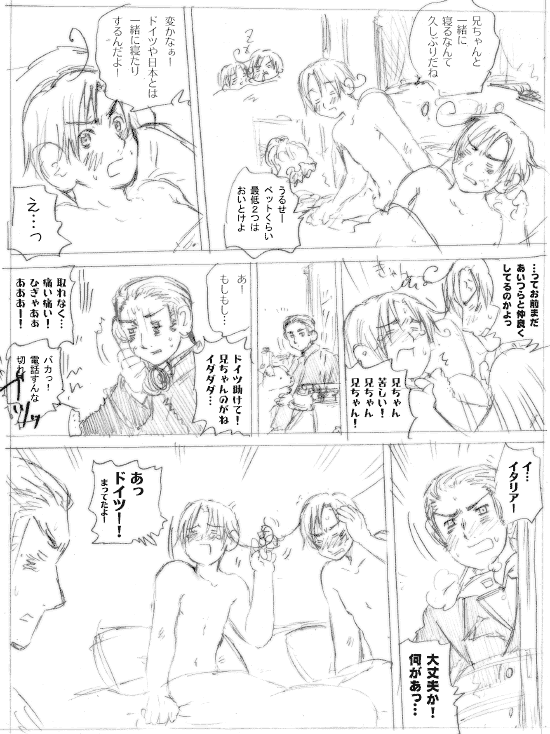 兄ちゃんと
一緒に
寝るなんて
久しぶりだね
うるせー
ベットくらい
最低2つは
おいとけよ
変かなぁー
ドイツや日本とは
一緒に寝たり
するんだよー
え…っ
…ってお前まだ
あいつらと仲良く
してるのかよっ
兄ちゃん
苦しい!
兄ちゃん
兄ちゃん!
あー
もしもし…
ドイツ助けて!
兄ちゃんのがね
イダダダ…
取れなく…
痛い痛い!
ひぎゃあぁ
あああー!
バカっ!
電話すんな
切れ
イ…
イタリアー
大丈夫か!
何があっ…
あっ
ドイツー!
まってたよー